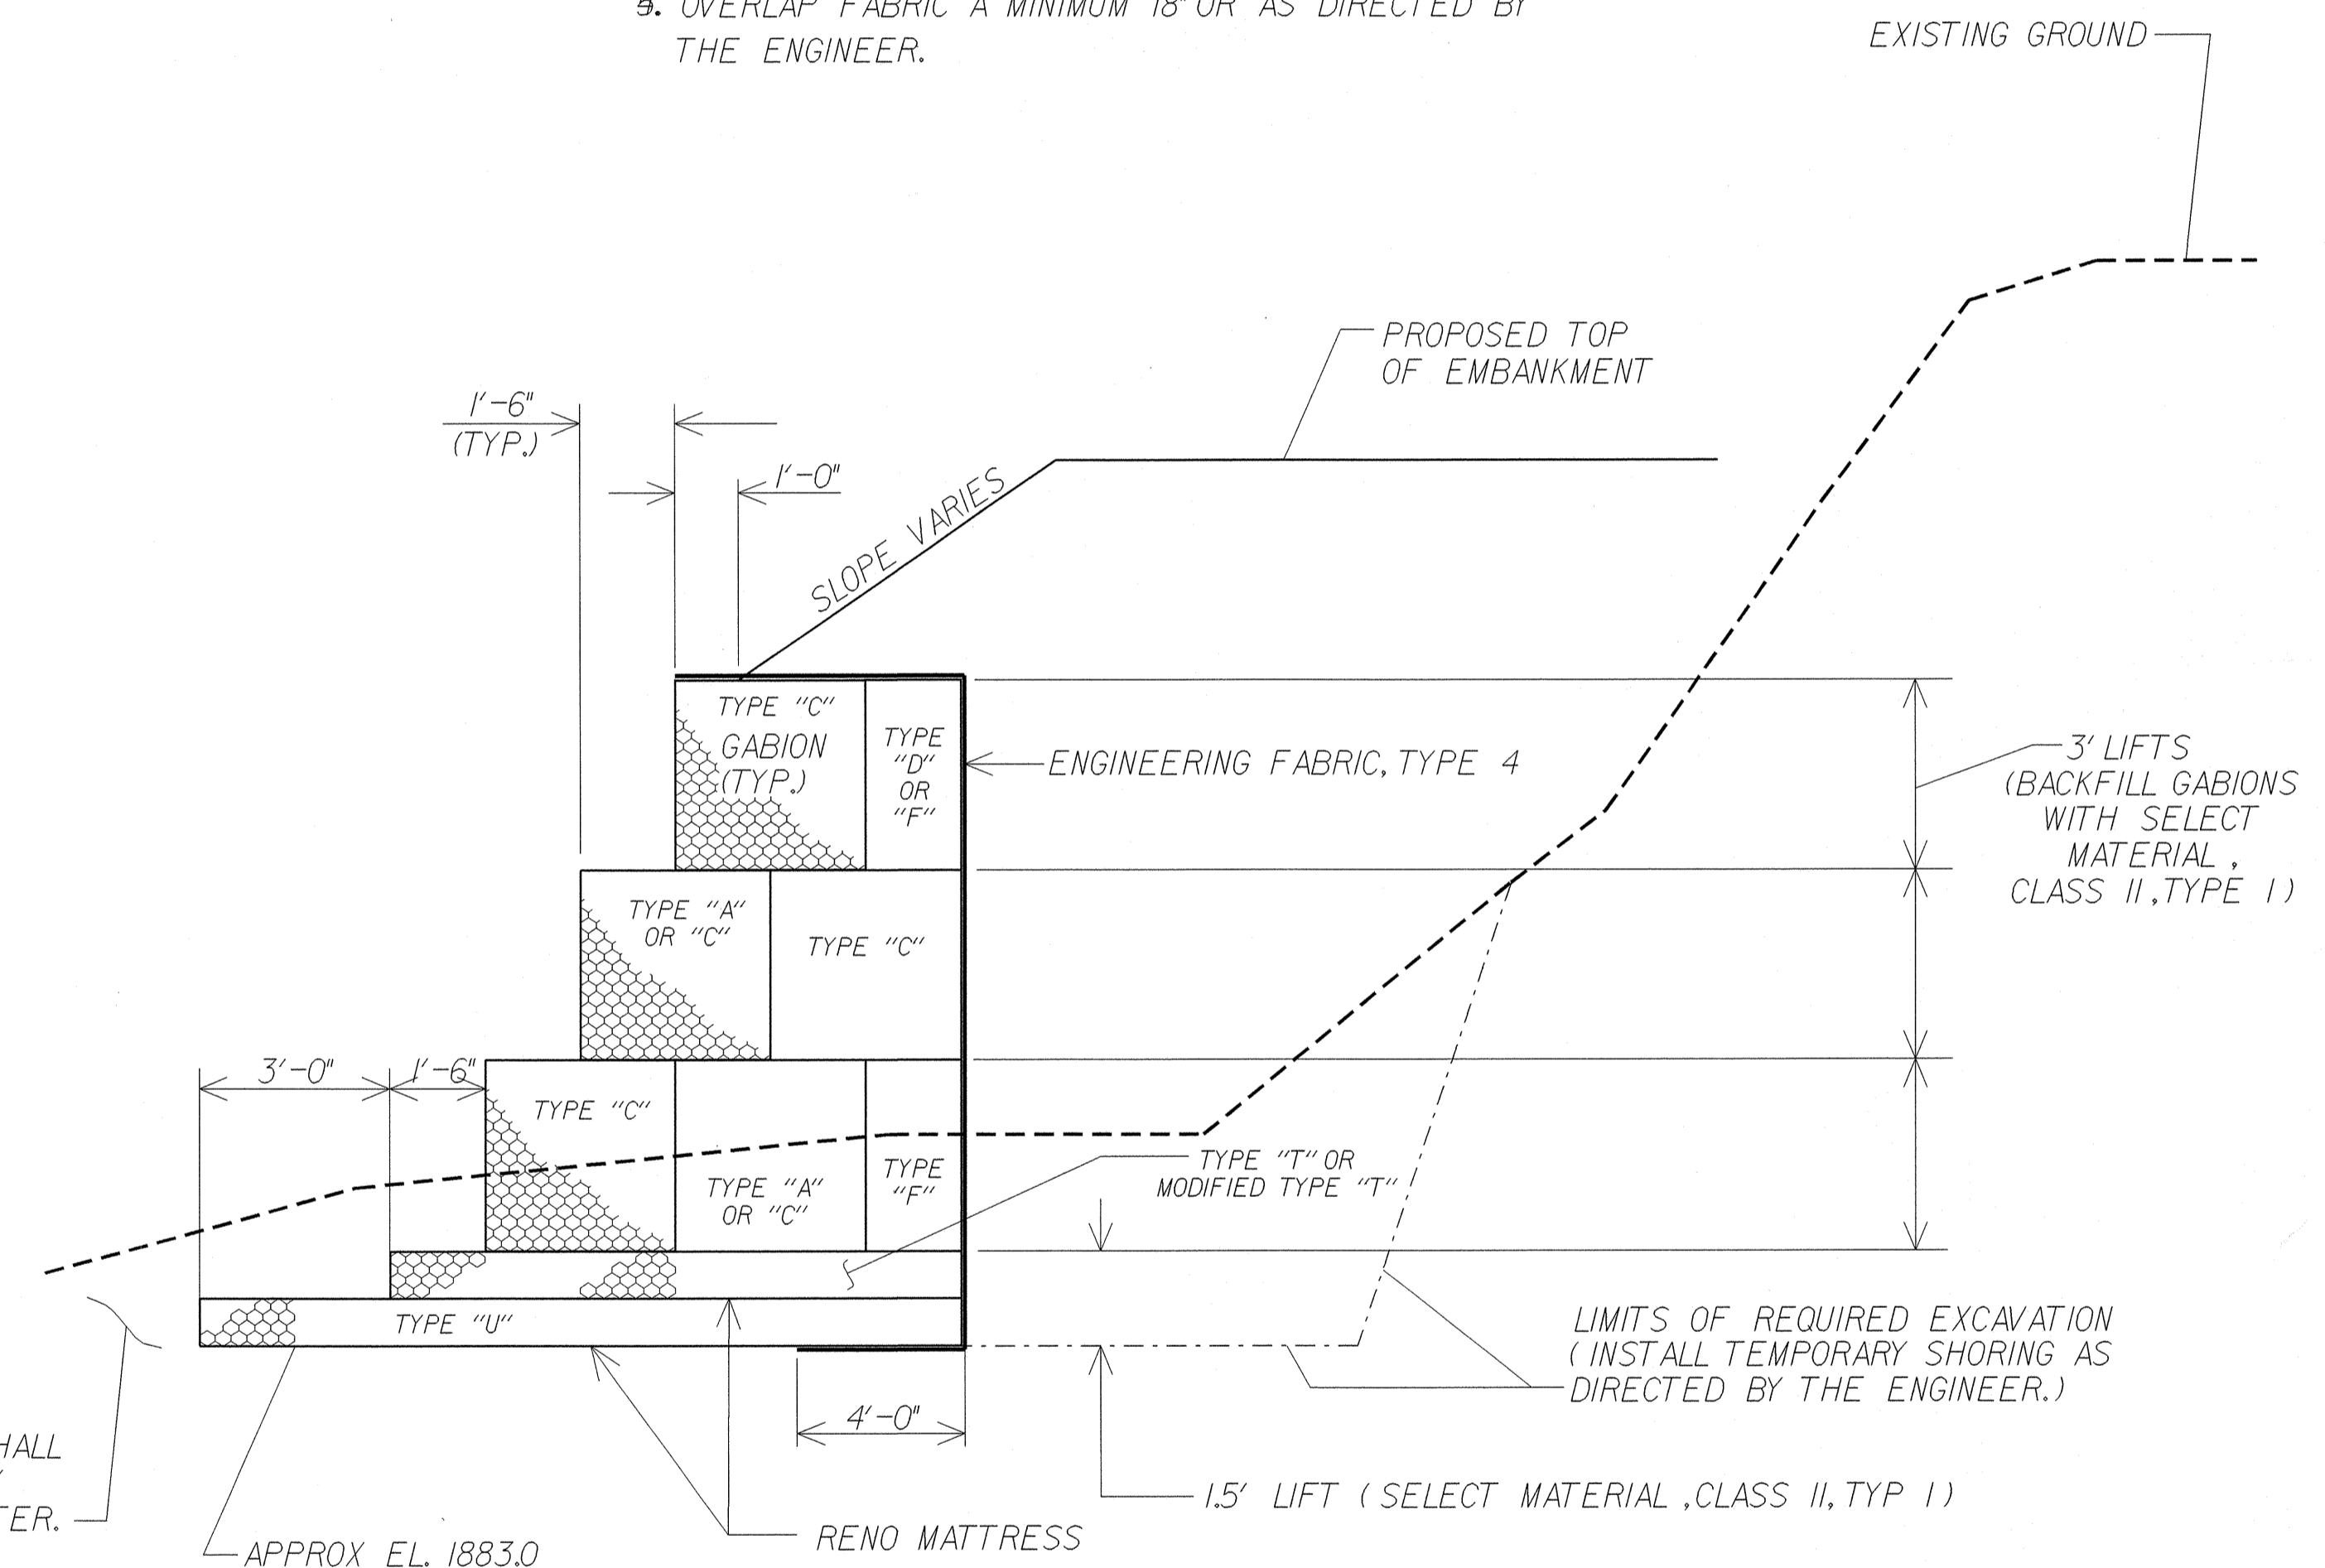 3. OVERLAP FABRIC A MINIMUM 18" OR AS DIRECTED BY
THE ENGINEER.
EXISTING GROUND
PROPOSED TOP
OF EMBANKMENT
1'-6"
(TYP.)
1'-0"
SLOPE VARIES
TYPE "C"
GABION
(TYP.)
TYPE
"D"
OR
"F"
ENGINEERING FABRIC, TYPE 4
3' LIFTS
(BACKFILL GABIONS
WITH SELECT
MATERIAL,
CLASS II, TYPE I)
TYPE "A"
OR "C"
TYPE "C"
3'-0"
1'-6"
TYPE "C"
TYPE "A"
OR "C"
TYPE
"F"
TYPE "T" OR
MODIFIED TYPE "T"
TYPE "U"
LIMITS OF REQUIRED EXCAVATION
(INSTALL TEMPORARY SHORING AS
DIRECTED BY THE ENGINEER.)
4'-0"
HALL
TER.
1.5' LIFT (SELECT MATERIAL, CLASS II, TYP I)
RENO MATTRESS
APPROX EL. 1883.0